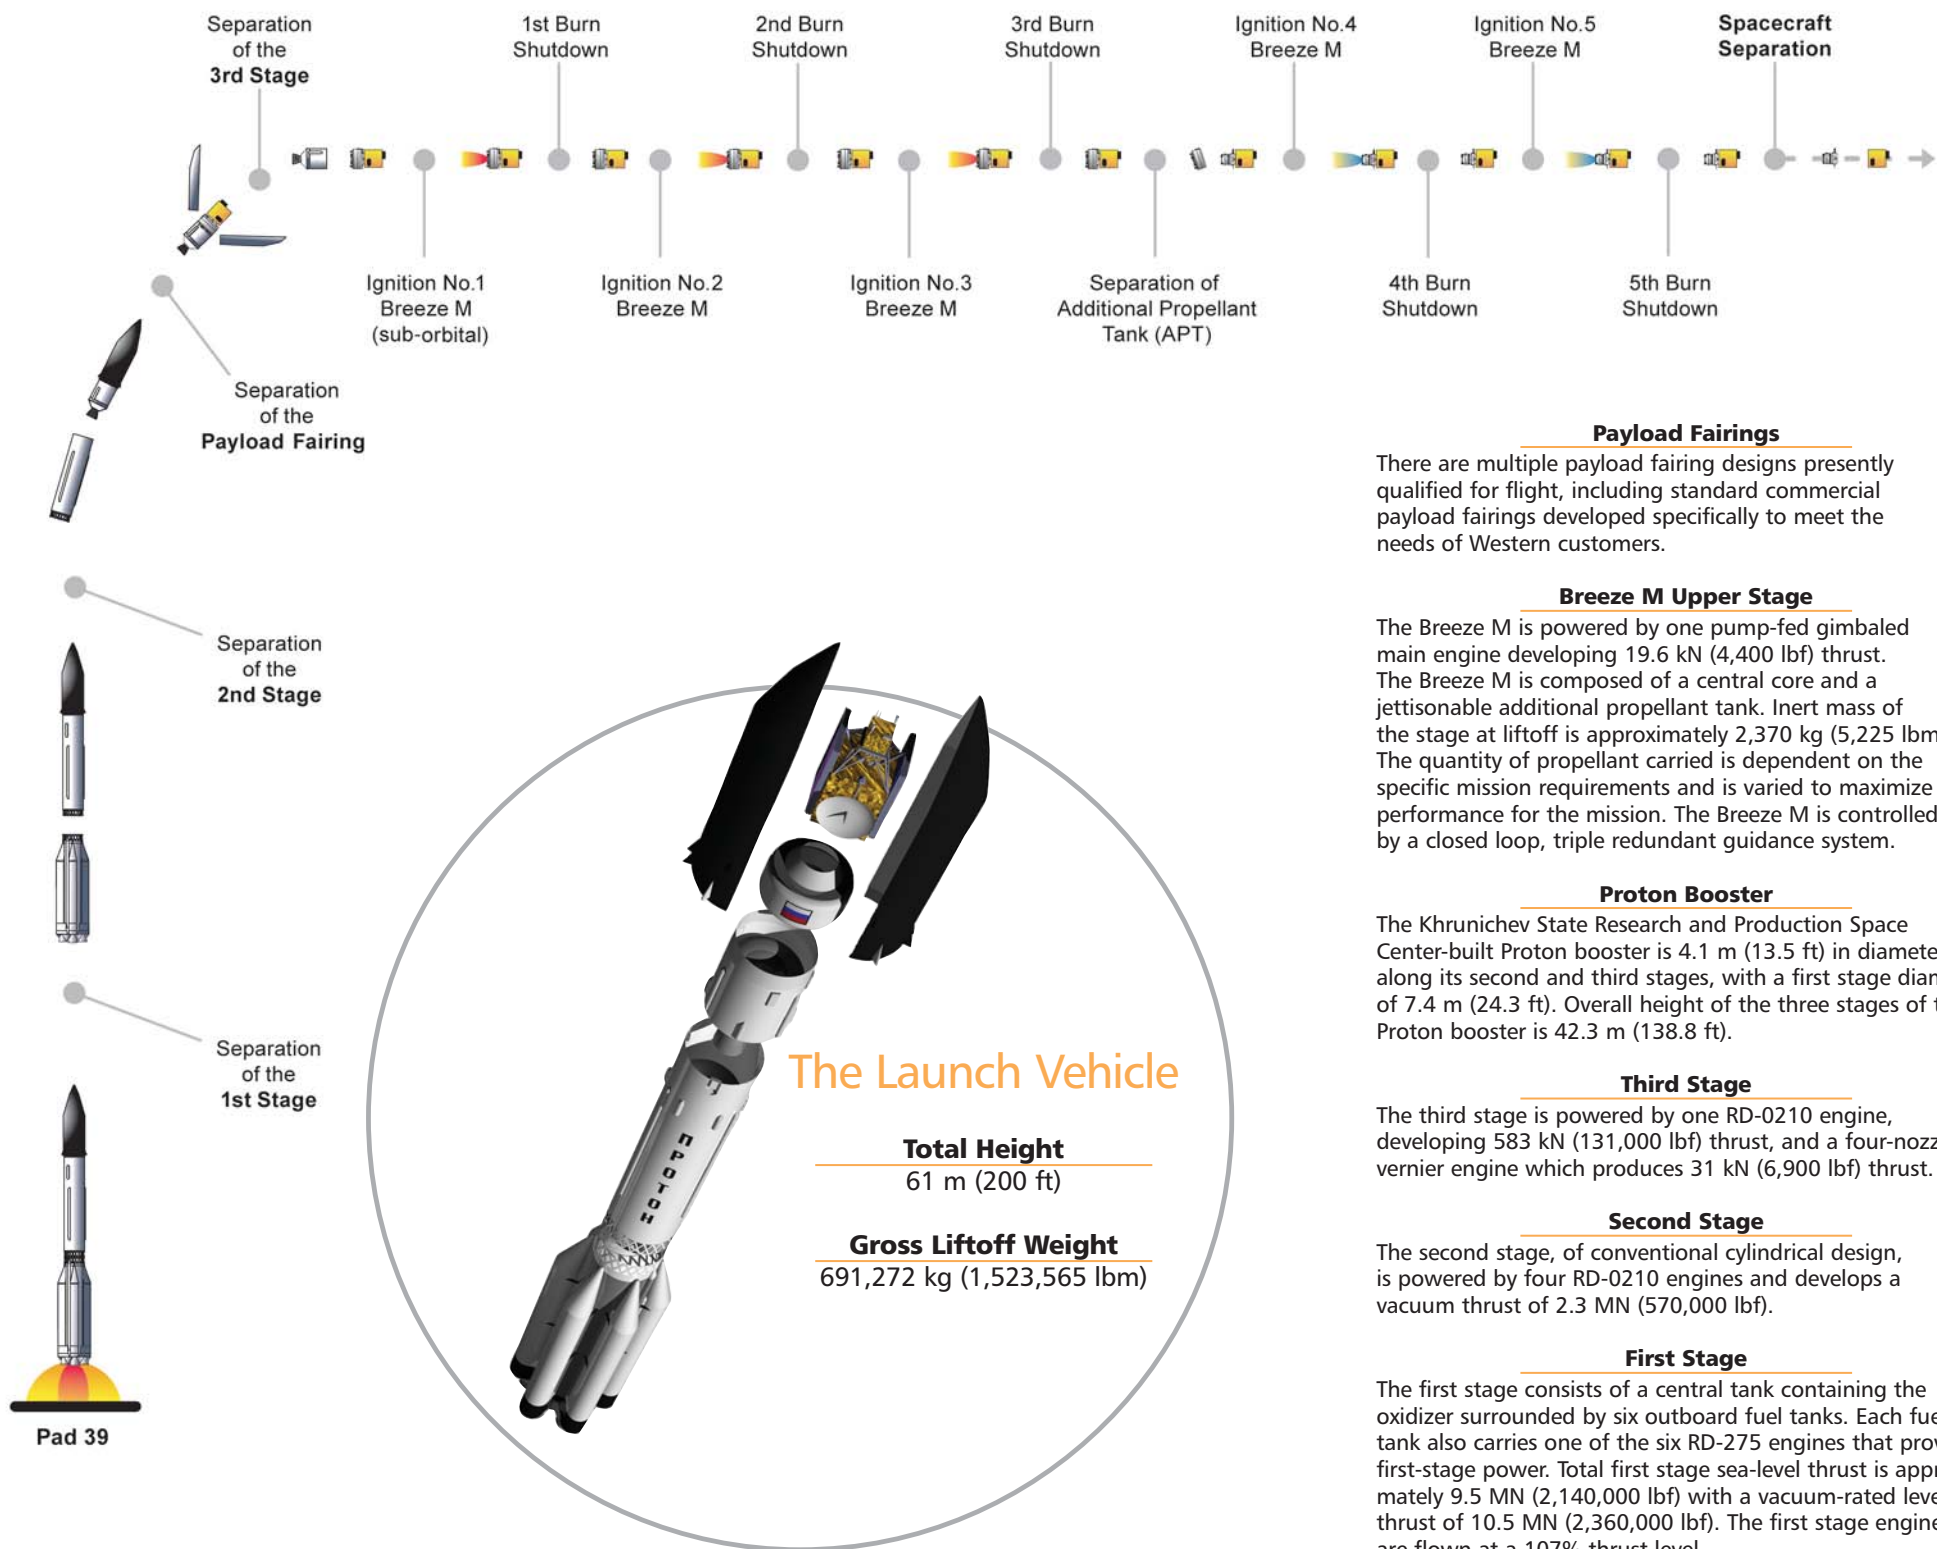 Separation
of the
3rd Stage
1st Burn
Shutdown
2nd Burn
Shutdown
3rd Burn
Shutdown
Ignition No.4
Breeze M
Ignition No.5
Breeze M
Spacecraft
Separation
Ignition No.1
Breeze M
(sub-orbital)
Ignition No.2
Breeze M
Ignition No.3
Breeze M
Separation of
Additional Propellant
Tank (APT)
4th Burn
Shutdown
5th Burn
Shutdown
Separation
of the
Payload Fairing
Separation
of the
2nd Stage
Separation
of the
1st Stage
Pad 39
ПРОТОН
The Launch Vehicle
Total Height
61 m (200 ft)
Gross Liftoff Weight
691,272 kg (1,523,565 lbm)
Payload Fairings
There are multiple payload fairing designs presently
qualified for flight, including standard commercial
payload fairings developed specifically to meet the
needs of Western customers.
Breeze M Upper Stage
The Breeze M is powered by one pump-fed gimbaled
main engine developing 19.6 kN (4,400 lbf) thrust.
The Breeze M is composed of a central core and a
jettisonable additional propellant tank. Inert mass of
the stage at liftoff is approximately 2,370 kg (5,225 lbm
The quantity of propellant carried is dependent on the
specific mission requirements and is varied to maximize
performance for the mission. The Breeze M is controlled
by a closed loop, triple redundant guidance system.
Proton Booster
The Khrunichev State Research and Production Space
Center-built Proton booster is 4.1 m (13.5 ft) in diamete
along its second and third stages, with a first stage diam
of 7.4 m (24.3 ft). Overall height of the three stages of t
Proton booster is 42.3 m (138.8 ft).
Third Stage
The third stage is powered by one RD-0210 engine,
developing 583 kN (131,000 lbf) thrust, and a four-nozz
vernier engine which produces 31 kN (6,900 lbf) thrust.
Second Stage
The second stage, of conventional cylindrical design,
is powered by four RD-0210 engines and develops a
vacuum thrust of 2.3 MN (570,000 lbf).
First Stage
The first stage consists of a central tank containing the
oxidizer surrounded by six outboard fuel tanks. Each fue
tank also carries one of the six RD-275 engines that prov
first-stage power. Total first stage sea-level thrust is appr
mately 9.5 MN (2,140,000 lbf) with a vacuum-rated leve
thrust of 10.5 MN (2,360,000 lbf). The first stage engine
are flown at a 107% thrust level